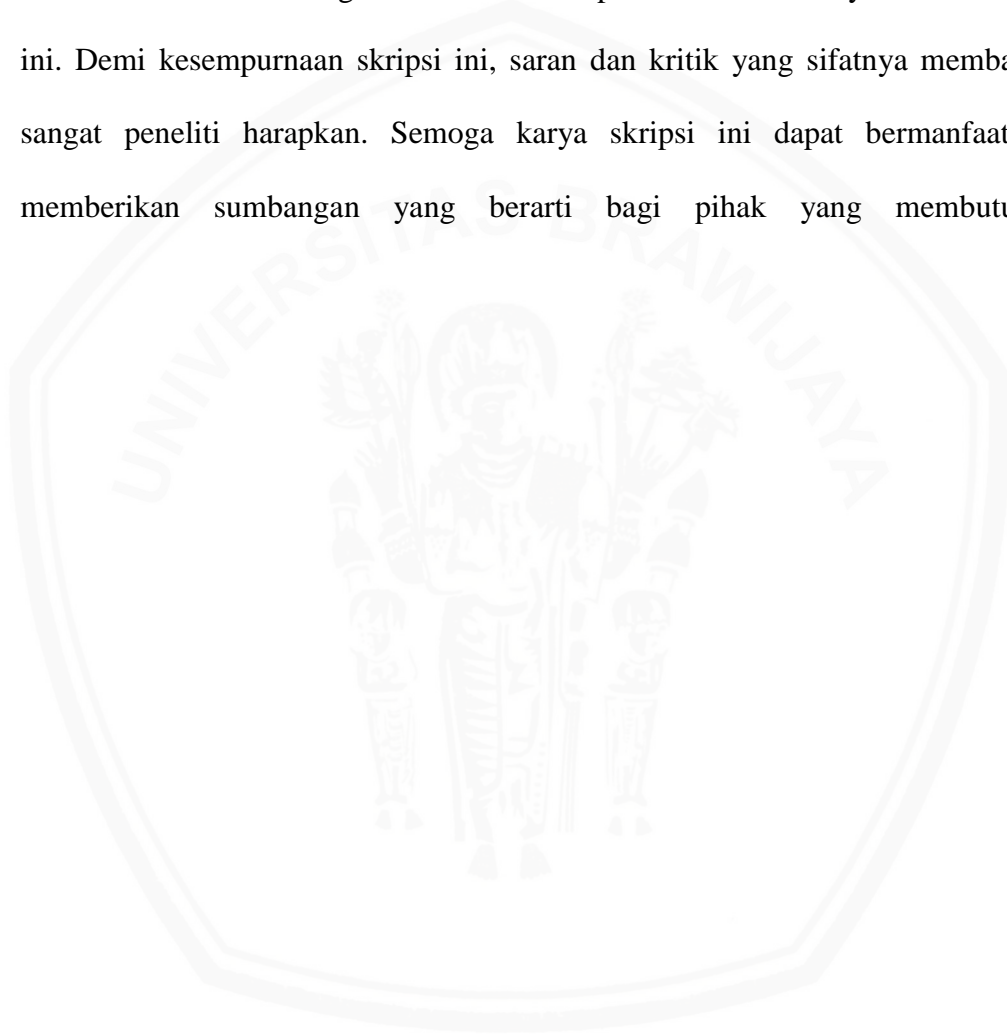 ini. Demi kesempurnaan skripsi ini, saran dan kritik yang sifatnya memba
sangat peneliti harapkan. Semoga karya skripsi ini dapat bermanfaat
memberikan sumbangan yang berarti bagi pihak yang membutu
UNIVERSITAS BRAWIJAYA